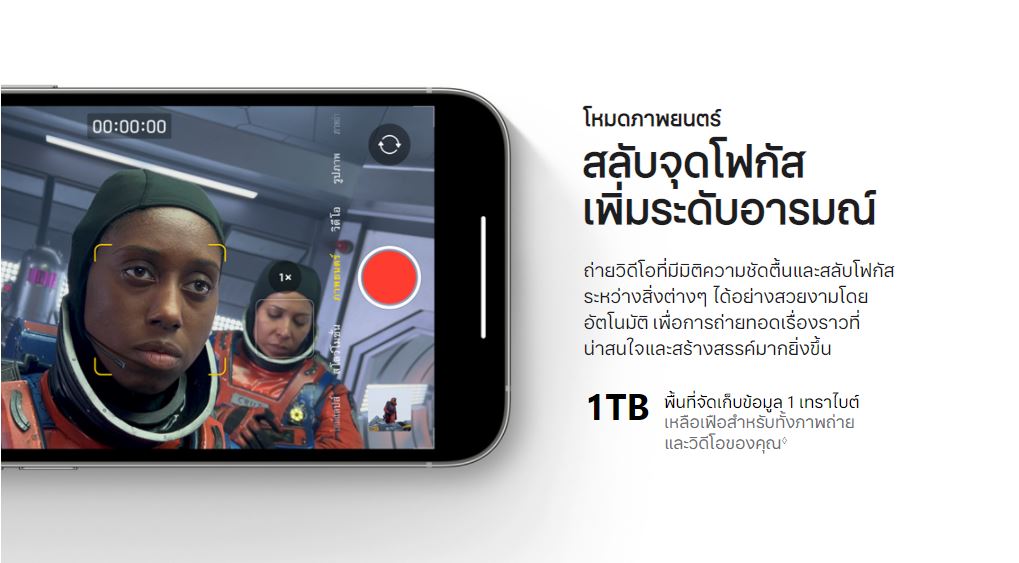 00:00:00
ภาพถ่าย
รูปภาพ
วิดีโอ
ภาพยนตร์
สโลว์โมชั่น
1×
โหมดภาพยนตร์
สลับจุดโฟกัส
เพิ่มระดับอารมณ์
ถ่ายวิดีโอที่มีมิติความชัดตื้นและสลับโฟกัส
ระหว่างสิ่งต่างๆ ได้อย่างสวยงามโดย
อัตโนมัติ เพื่อการถ่ายทอดเรื่องราวที่
น่าสนใจและสร้างสรรค์มากยิ่งขึ้น
1TB
พื้นที่จัดเก็บข้อมูล 1 เทราไบต์
เหลือเฟือสำหรับทั้งภาพถ่าย
และวิดีโอของคุณ◊